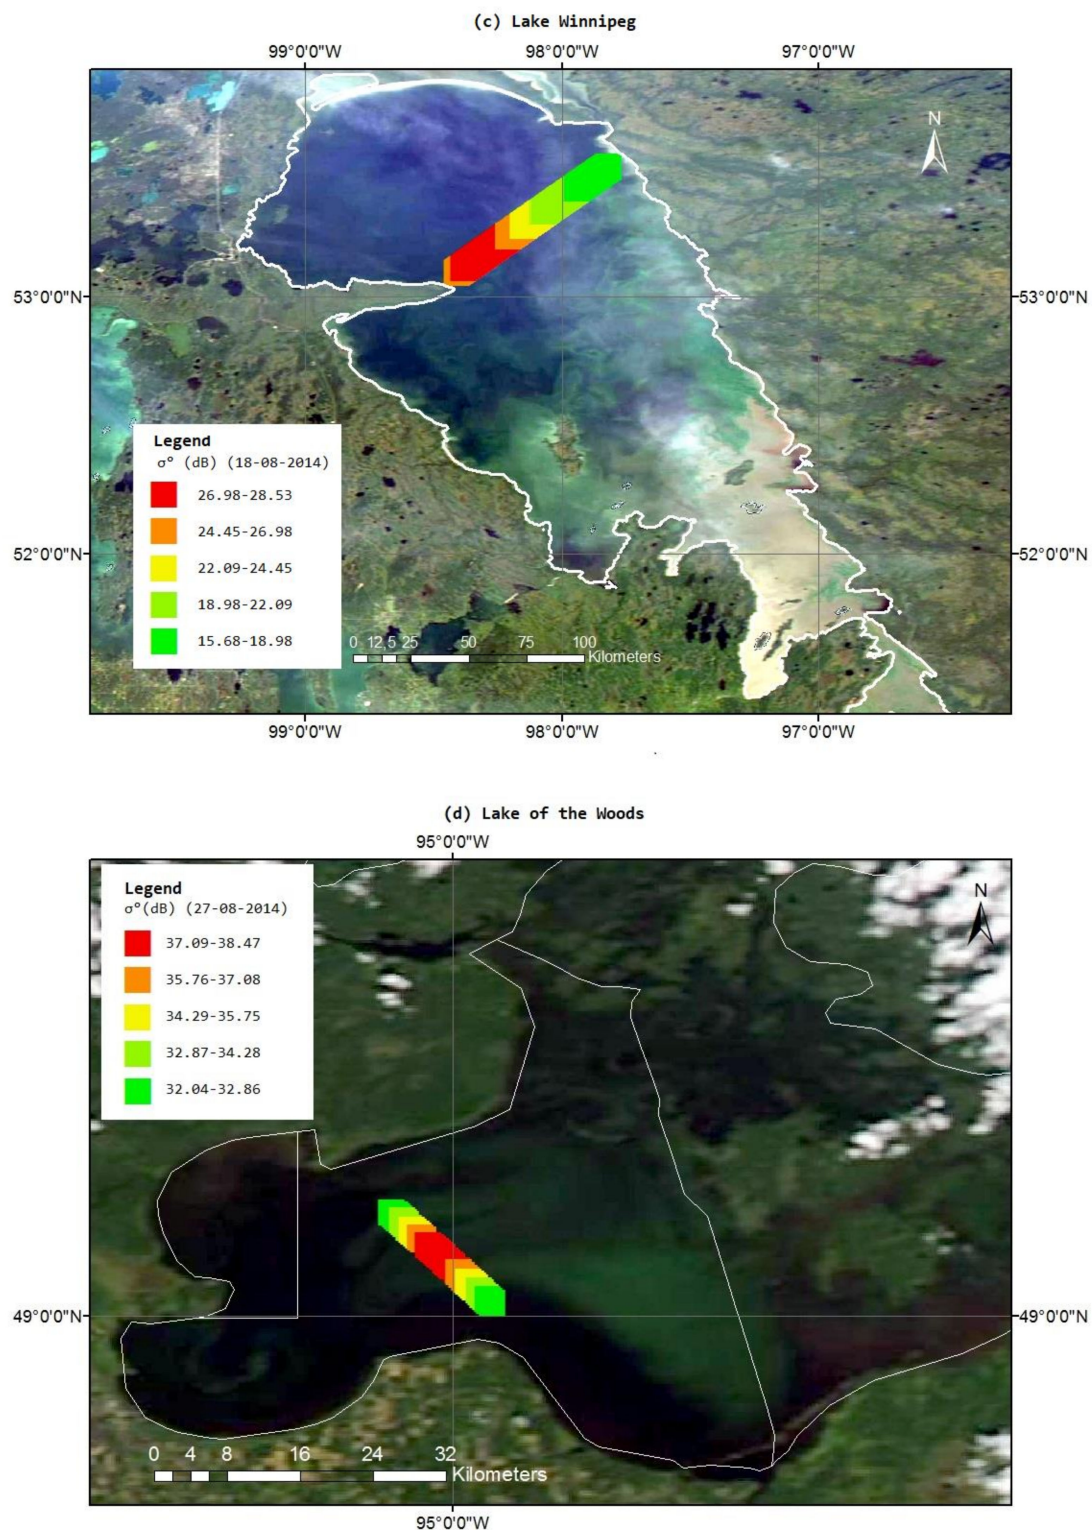 (c) Lake Winnipeg
99°0'0"W 98°0'0"W 97°0'0"W
N
53°0'0"N 53°0'0"N
Legend
σ° (dB) (18-08-2014)
26.98-28.53
24.45-26.98
52°0'0"N 52°0'0"N
22.09-24.45
18.98-22.09
15.68-18.98
0 12.5 25 50 75 100
Kilometers
99°0'0"W 98°0'0"W 97°0'0"W
(d) Lake of the Woods
95°0'0"W
Legend
N
σ°(dB) (27-08-2014)
37.09-38.47
35.76-37.08
34.29-35.75
32.87-34.28
32.04-32.86
49°0'0"N 49°0'0"N
0 4 8 16 24 32
Kilometers
95°0'0"W